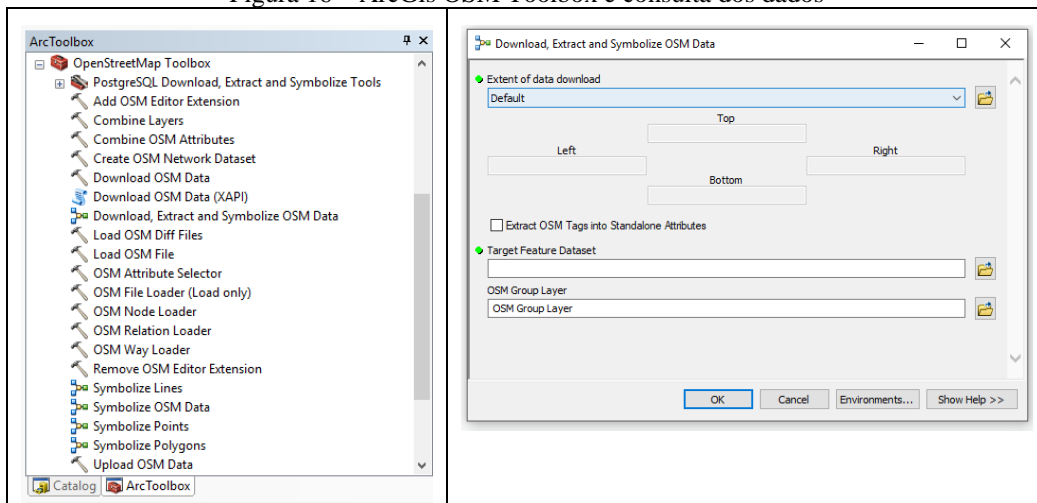 Figura 16 – ArcGis OSM Toolbox e consulta dos dados
ArcToolbox
OpenStreetMap Toolbox
PostgreSQL Download, Extract and Symbolize Tools
Add OSM Editor Extension
Combine Layers
Combine OSM Attributes
Create OSM Network Dataset
Download OSM Data
Download OSM Data (XAPI)
Download, Extract and Symbolize OSM Data
Load OSM Diff Files
Load OSM File
OSM Attribute Selector
OSM File Loader (Load only)
OSM Node Loader
OSM Relation Loader
OSM Way Loader
Remove OSM Editor Extension
Symbolize Lines
Symbolize OSM Data
Symbolize Points
Symbolize Polygons
Upload OSM Data
Catalog ArcToolbox
Download, Extract and Symbolize OSM Data
Extent of data download
Default
Top
Left Right
Bottom
Extract OSM Tags into Standalone Attributes
Target Feature Dataset
OSM Group Layer
OSM Group Layer
OK Cancel Environments... Show Help >>